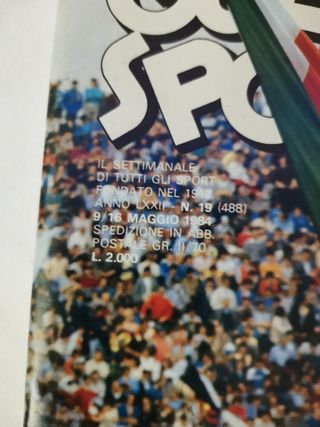 SPO
IL SETTIMANALE
DI TUTTI GLI SPORT
FONDATO NEL 1912
ANNO LXXII - N. 19 (488)
9/16 MAGGIO 1984
SPEDIZIONE IN ABB.
POSTALE GR. II/70
L. 2.000